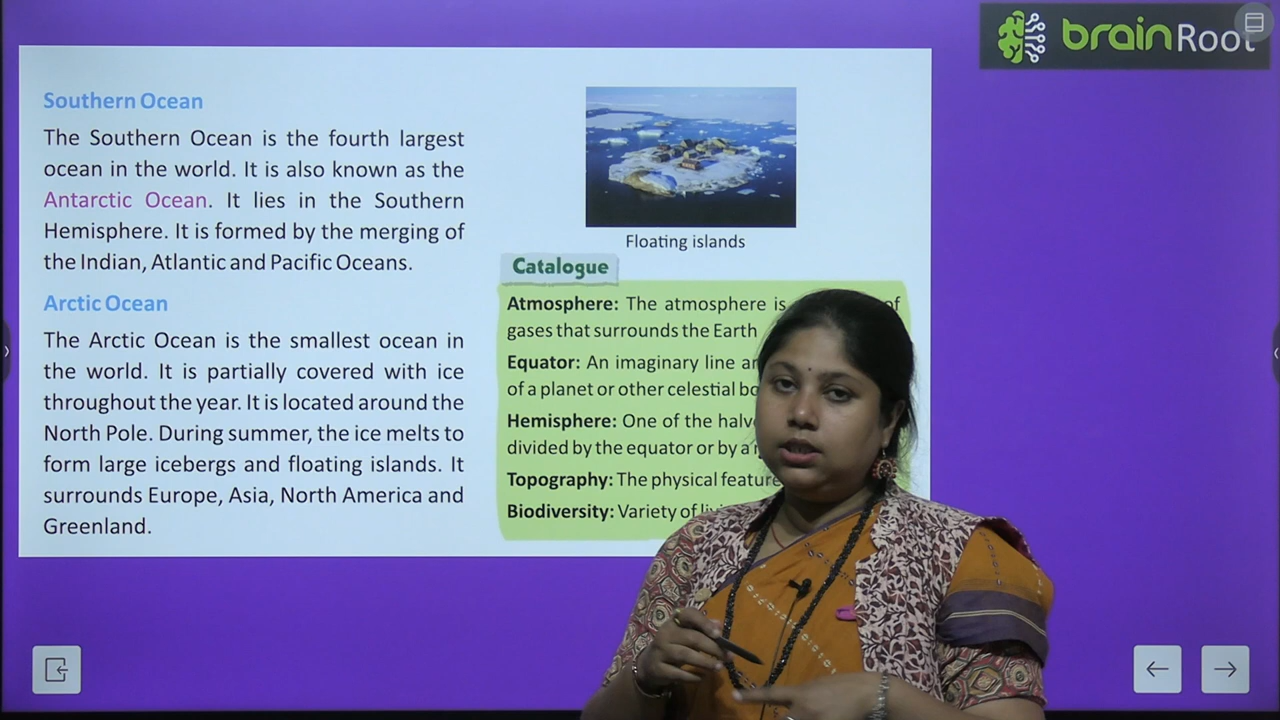 brainRoot
Southern Ocean
The Southern Ocean is the fourth largest
ocean in the world. It is also known as the
Antarctic Ocean. It lies in the Southern
Hemisphere. It is formed by the merging of
the Indian, Atlantic and Pacific Oceans.
Arctic Ocean
The Arctic Ocean is the smallest ocean in
the world. It is partially covered with ice
throughout the year. It is located around the
North Pole. During summer, the ice melts to
form large icebergs and floating islands. It
surrounds Europe, Asia, North America and
Greenland.
Floating islands
Catalogue
Atmosphere: The atmosphere is of
gases that surrounds the Earth
Equator: An imaginary line
of a planet or other celestial
Hemisphere: One of the
divided by the equator or by a
Topography: The physical
Biodiversity: Variety of